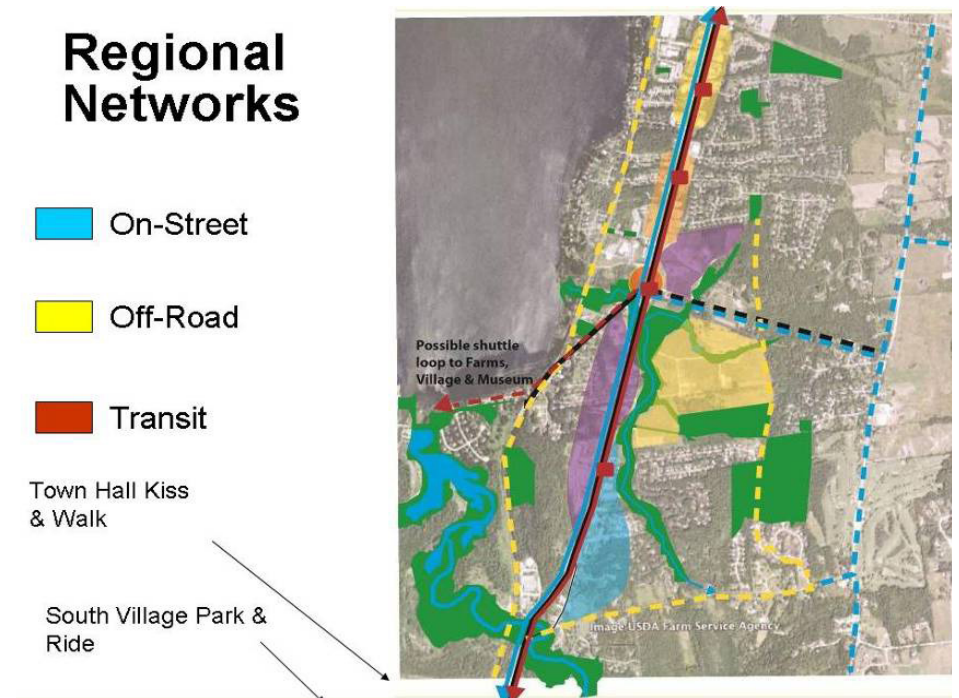 Regional
Networks
On-Street
Off-Road
Transit
Town Hall Kiss
& Walk
South Village Park &
Ride
Possible shuttle
loop to Farms,
Village & Museum
Image USDA Farm Service Agency